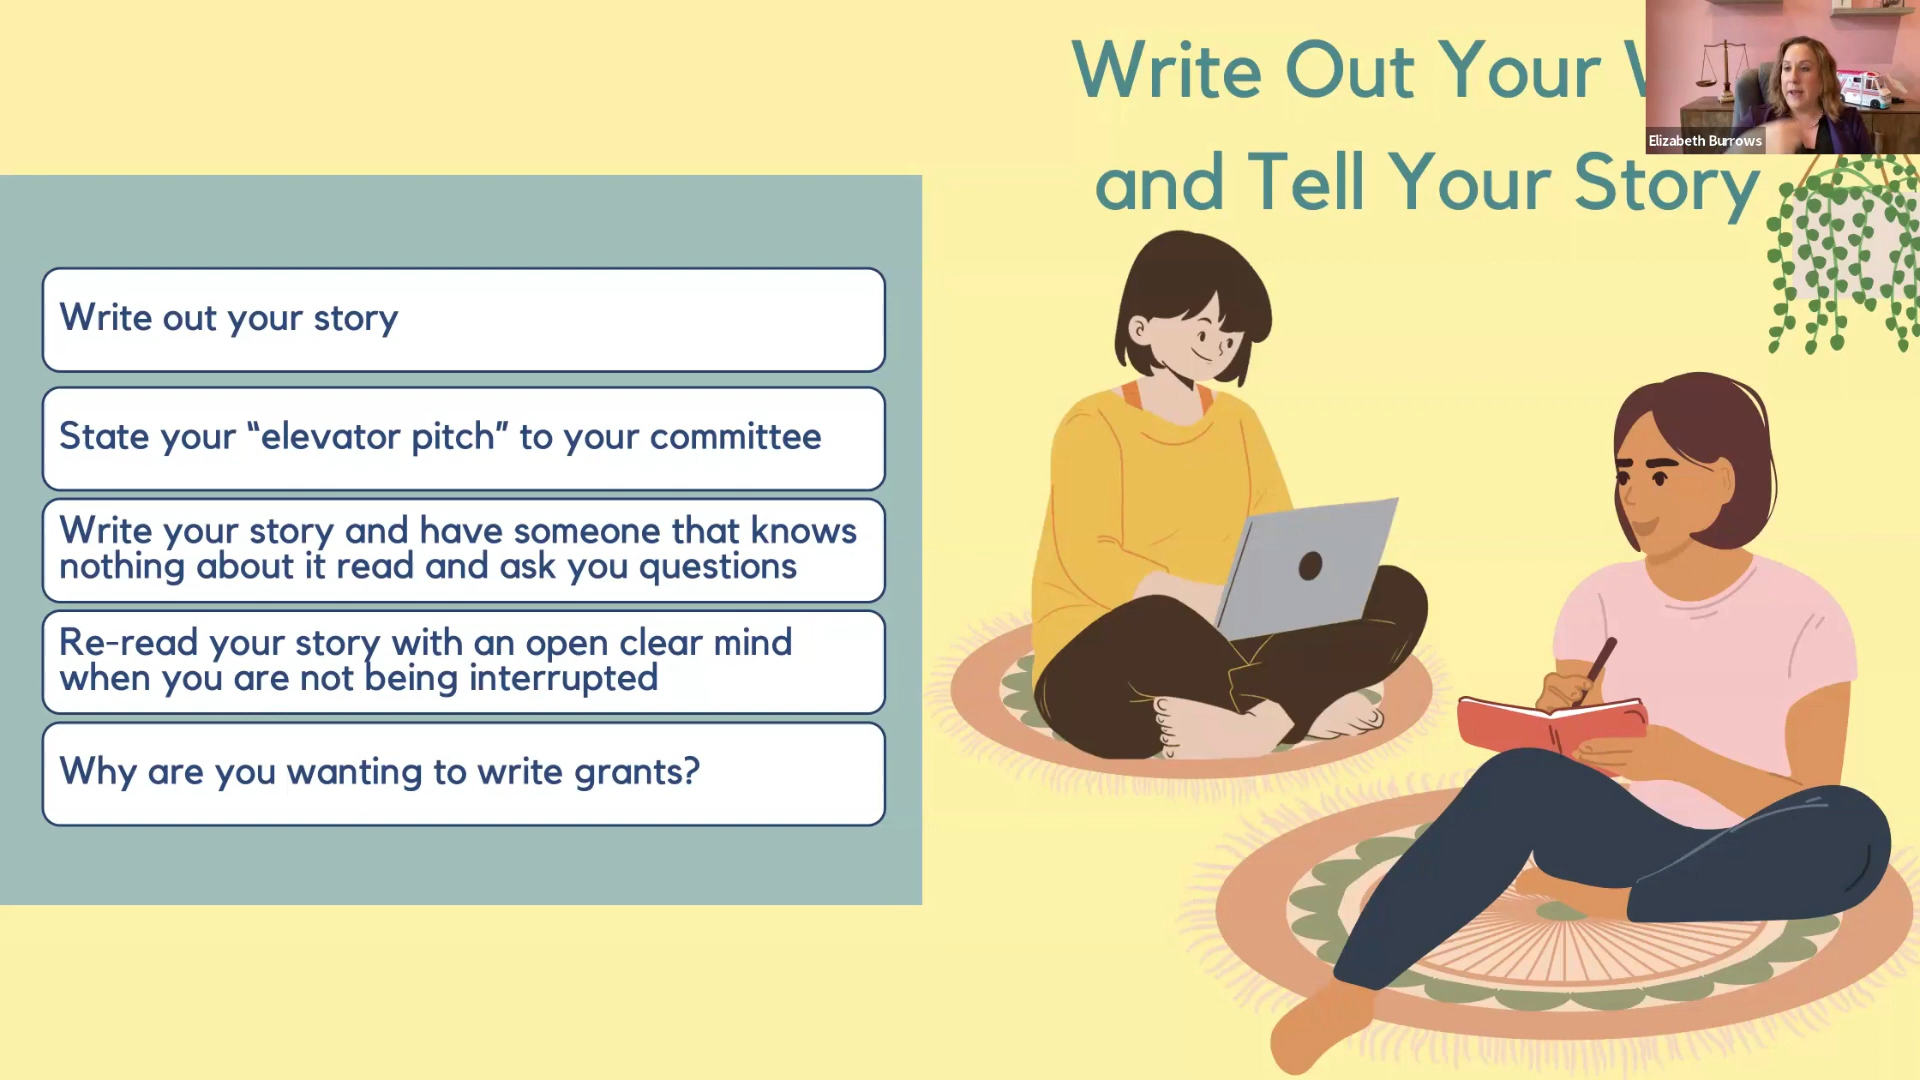 Write Out Your
and Tell Your Story
Elizabeth Burrows
Write out your story
State your “elevator pitch” to your committee
Write your story and have someone that knows
nothing about it read and ask you questions
Re-read your story with an open clear mind
when you are not being interrupted
Why are you wanting to write grants?